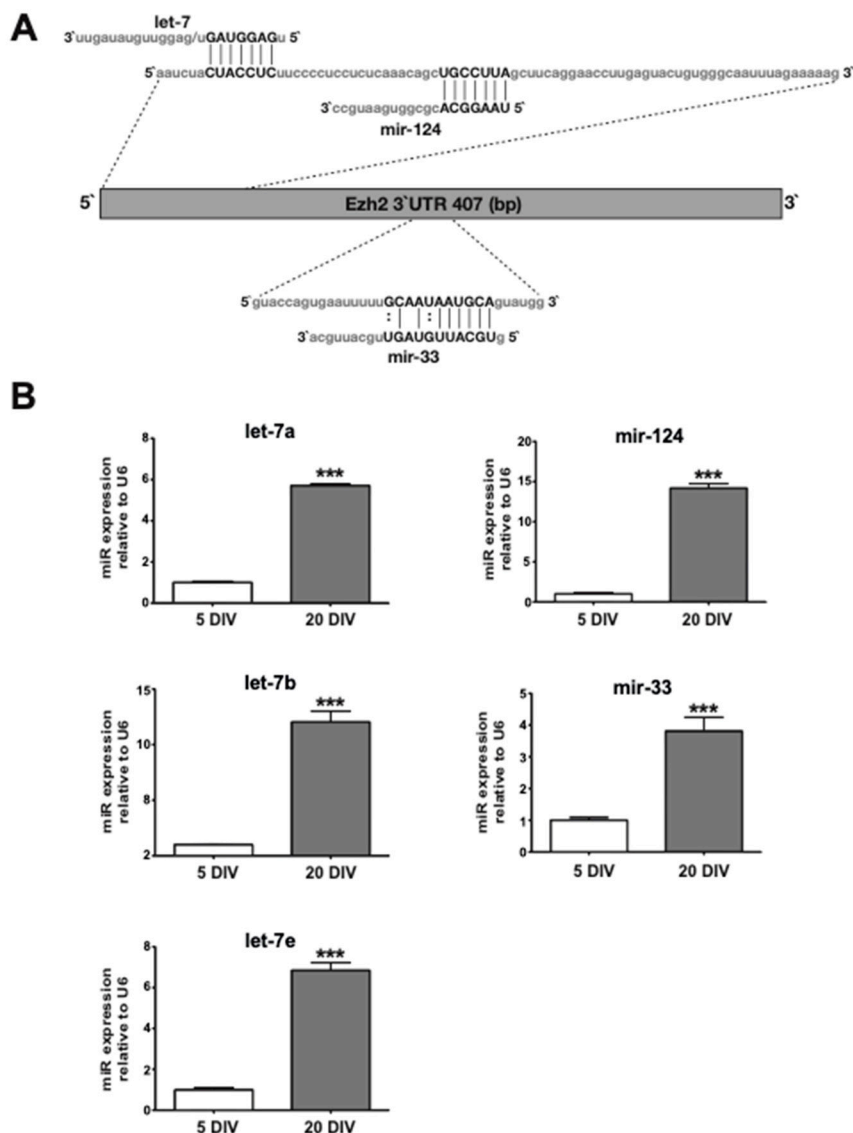 A
let-7
3`uugauauguuggag/uGAUGGAGu 5`
5`aaucuaCUACCUCuuccccuccucucaaacagcUGCCUUAgcuucaggaaccuugaguacugugggcaauuuagaaaaag
3`ccguaaguggcgcACGGAAU 5`
mir-124
5` Ezh2 3`UTR 407 (bp) 3`
5`guaccagugaauuuuuGCAAUAAUGCAguaugg 3`
: :
3`acguuacguUGAUGUUACGUg 5`
mir-33
B
let-7a
miR expression
relative to U6
8
6
4
2
0
***
5 DIV 20 DIV
mir-124
miR expression
relative to U6
20
15
10
5
0
***
5 DIV 20 DIV
let-7b
miR expression
relative to U6
15
10
8
2
***
5 DIV 20 DIV
mir-33
miR expression
relative to U6
5
4
3
2
1
0
***
5 DIV 20 DIV
let-7e
miR expression
relative to U6
8
6
4
2
0
***
5 DIV 20 DIV